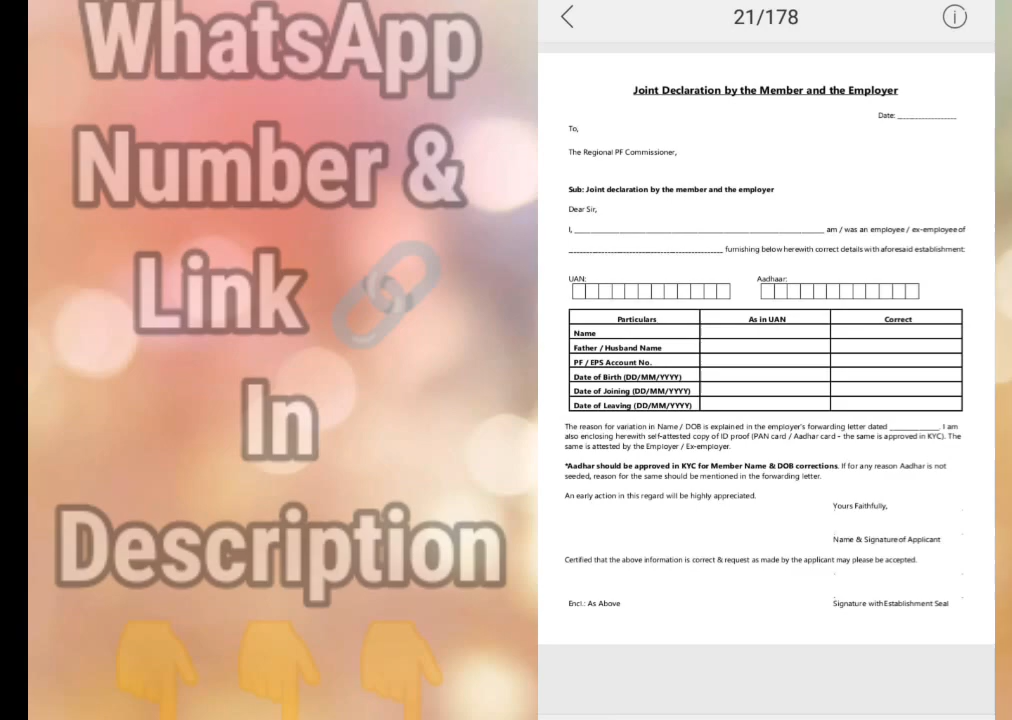 WhatsApp
Number &
Link
In
Description
21/178
Joint Declaration by the Member and the Employer
Date: ________________
To,
The Regional PF Commissioner,
Sub: Joint declaration by the member and the employer
Dear Sir,
I, ________________ am / was an employee / ex-employee of
________________ furnishing below herewith correct details with aforesaid establishment:
UAN: Aadhaar:
Particulars As in UAN Correct
Name
Father / Husband Name
PF / EPS Account No.
Date of Birth (DD/MM/YYYY)
Date of Joining (DD/MM/YYYY)
Date of Leaving (DD/MM/YYYY)
The reason for variation in Name / DOB is explained in the employer's forwarding letter dated ____________. I am
also enclosing herewith self-attested copy of ID proof (PAN card / Aadhar card – the same is approved in KYC). The
same is attested by the Employer / Ex-employer.
*Aadhar should be approved in KYC for Member Name & DOB corrections. If for any reason Aadhar is not
seeded, reason for the same should be mentioned in the forwarding letter.
An early action in this regard will be highly appreciated.
Yours Faithfully,
Name & Signature of Applicant
Certified that the above information is correct & request as made by the applicant may please be accepted.
Encl.: As Above Signature with Establishment Seal